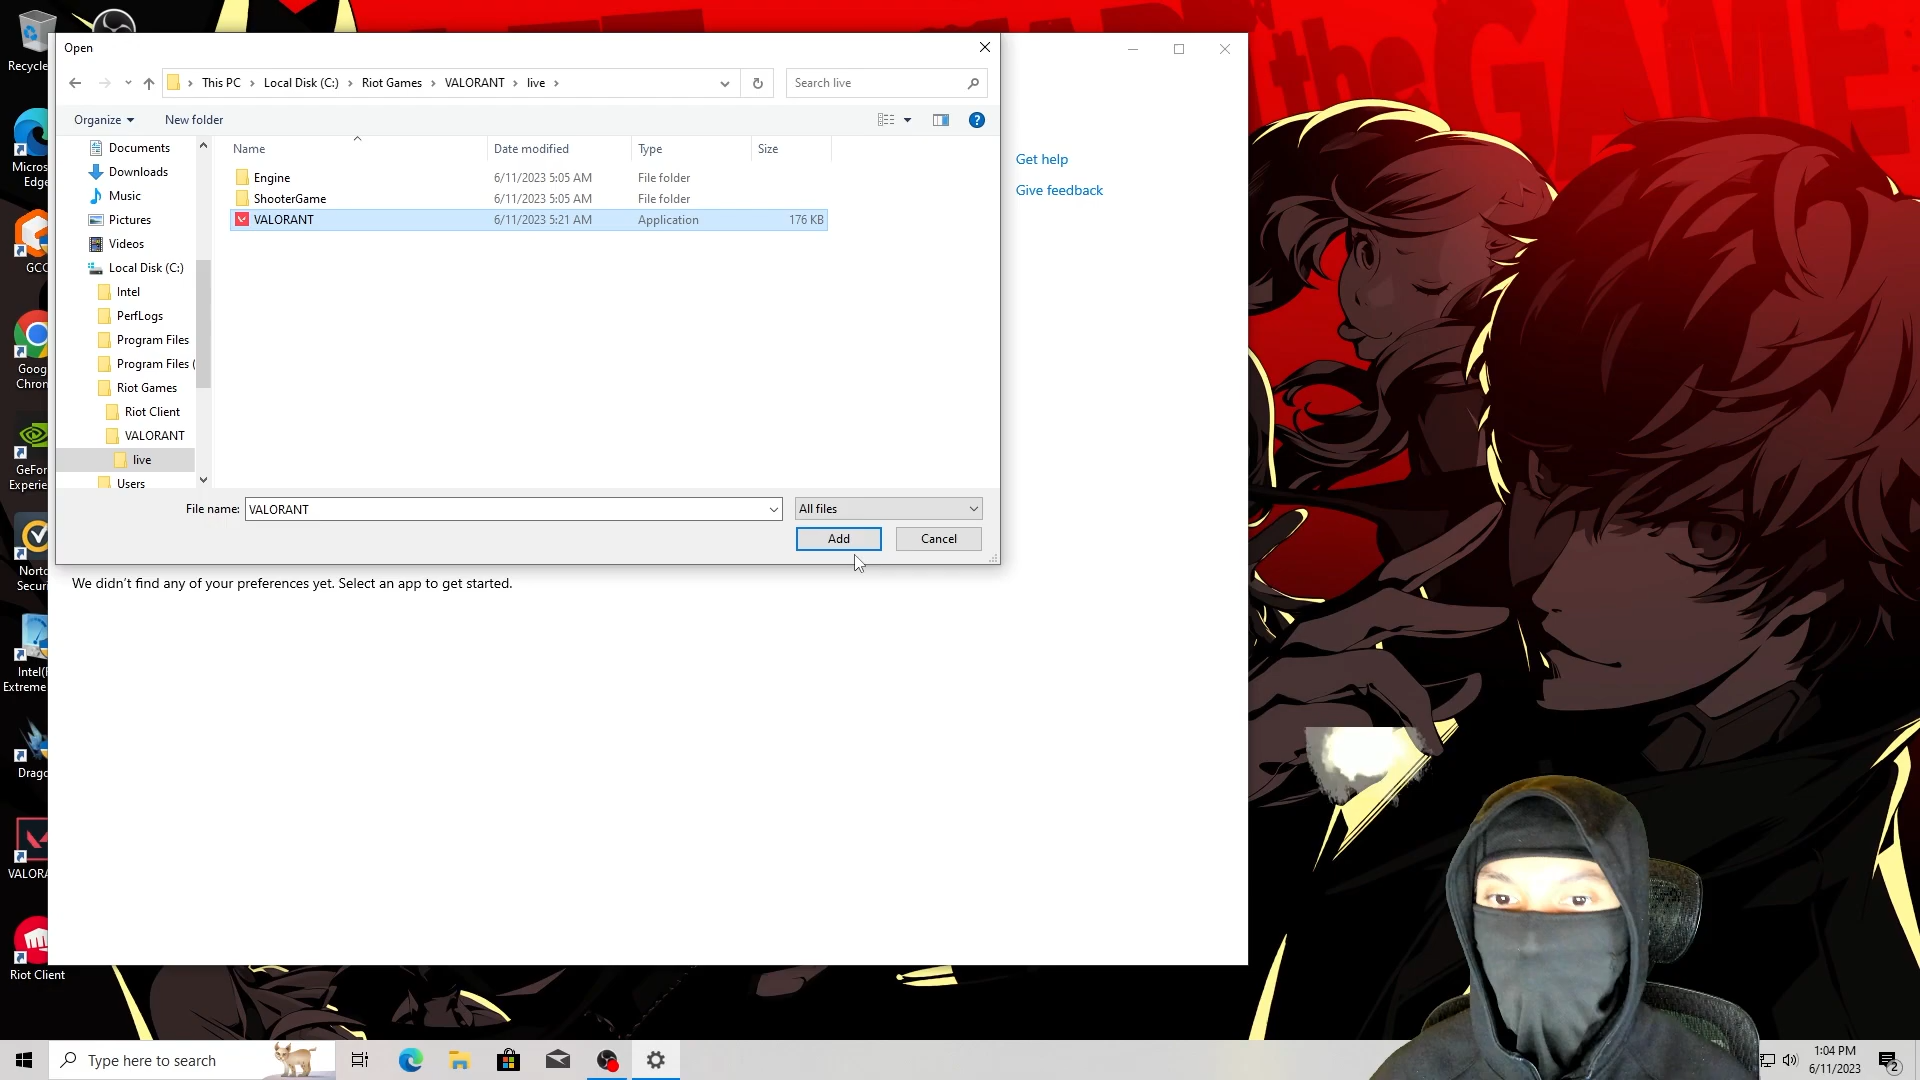 Open
This PC
Local Disk (C:)
Riot Games
VALORANT
live
Search live
Organize
New folder
Name
Date modified
Type
Size
Engine
6/11/2023 5:05 AM
File folder
ShooterGame
6/11/2023 5:05 AM
File folder
VALORANT
6/11/2023 5:21 AM
Application
176 KB
Documents
Downloads
Music
Pictures
Videos
Local Disk (C:)
Intel
PerfLogs
Program Files
Program Files (
Riot Games
Riot Client
VALORANT
live
Users
File name:
VALORANT
All files
Add
Cancel
Get help
Give feedback
We didn't find any of your preferences yet. Select an app to get started.
Recycle
Micros
Edge
GCC
Goog
Chrom
GeFor
Experie
Norto
Secur
Intel(
Extreme
Drago
VALORA
Riot Client
the GAME
Type here to search
1:04 PM
6/11/2023
2